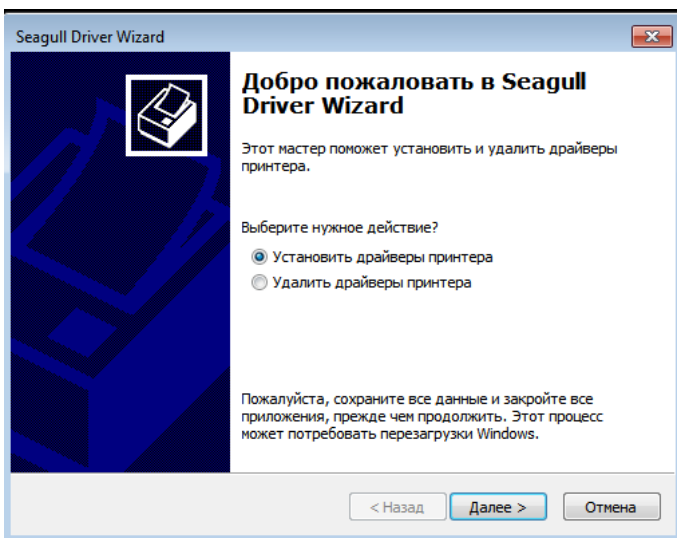 Seagull Driver Wizard
Добро пожаловать в Seagull
Driver Wizard
Этот мастер поможет установить и удалить драйверы
принтера.
Выберите нужное действие?
Установить драйверы принтера
Удалить драйверы принтера
Пожалуйста, сохраните все данные и закройте все
приложения, прежде чем продолжить. Этот процесс
может потребовать перезагрузки Windows.
< Назад Далее > Отмена